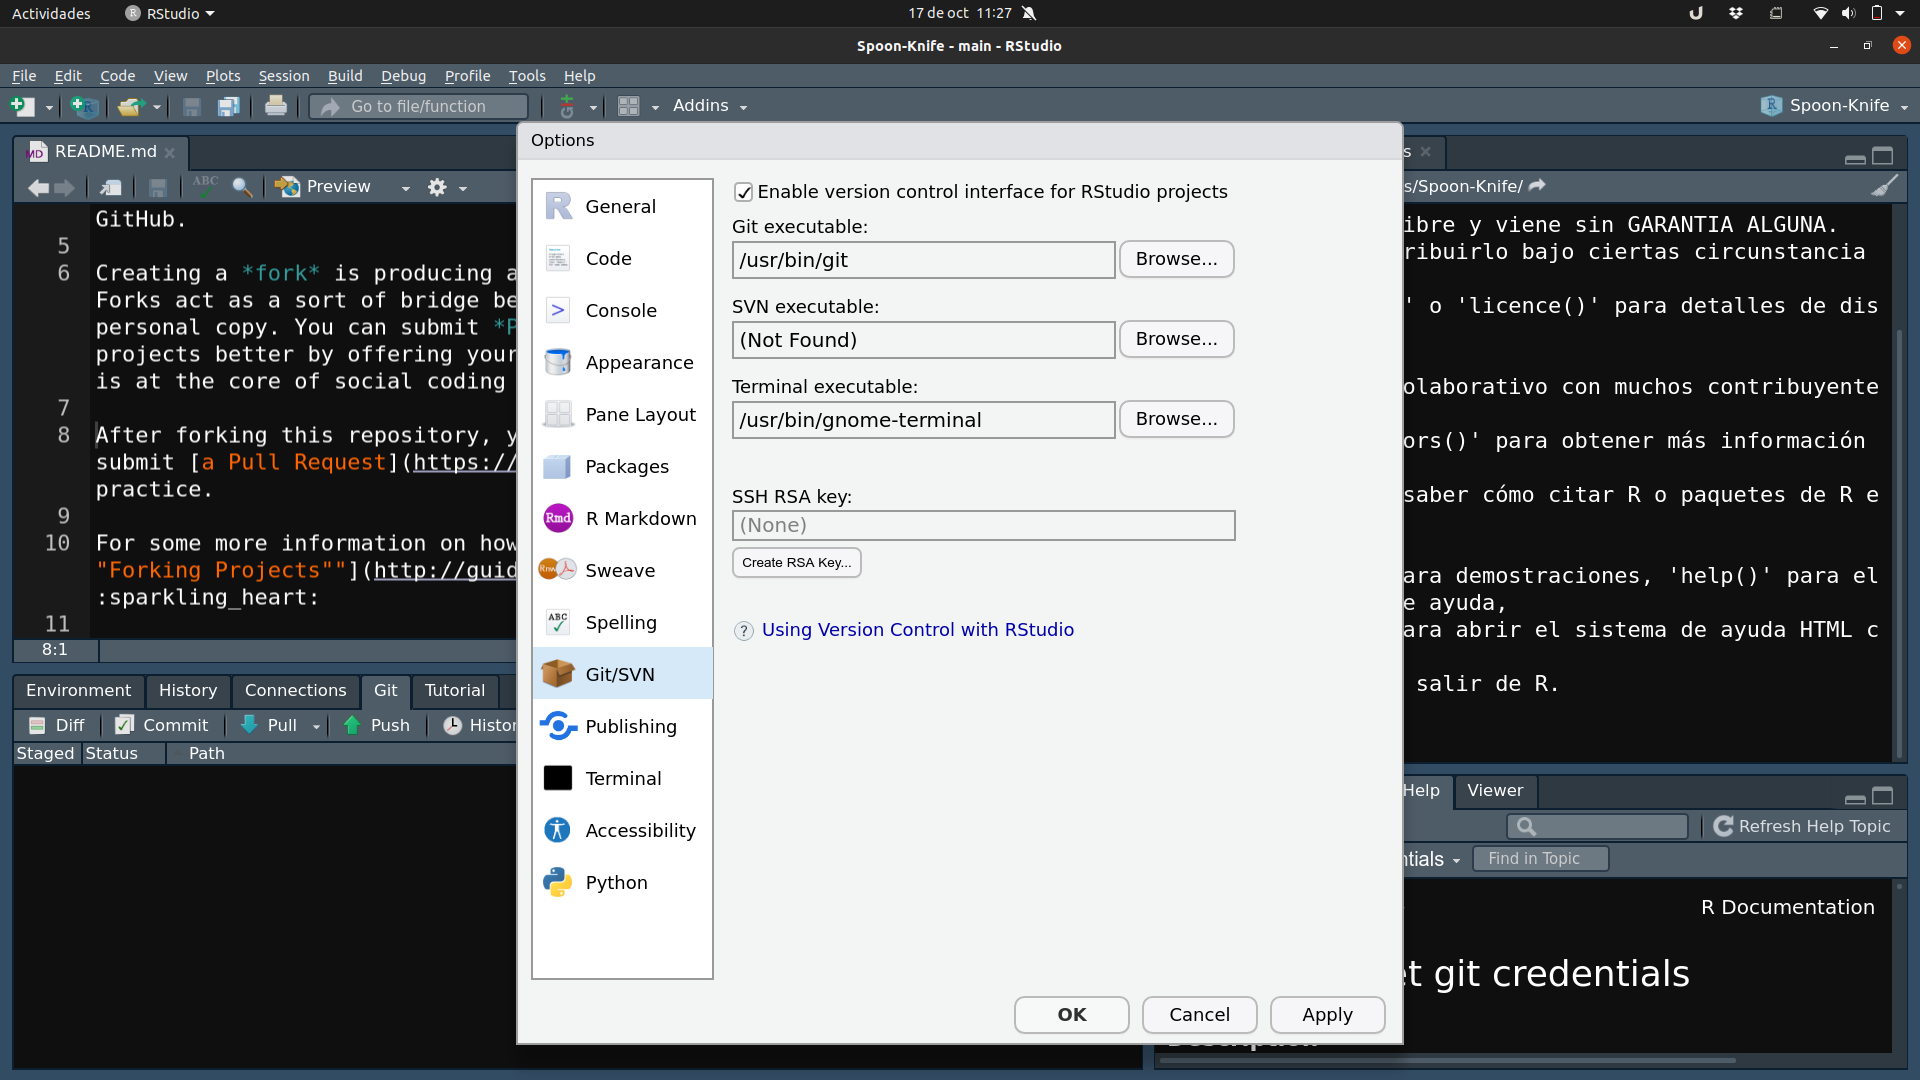 Actividades RStudio 17 de oct 11:27
Spoon-Knife - main - RStudio
File Edit Code View Plots Session Build Debug Profile Tools Help
Go to file/function Addins Spoon-Knife
README.md
Preview
GitHub.
5
6 Creating a *fork* is producing a
Forks act as a sort of bridge be
personal copy. You can submit *P
projects better by offering your
is at the core of social coding
7
8 After forking this repository, y
submit [a Pull Request](https://
practice.
9
10 For some more information on how
"Forking Projects""](http://guid
:sparkling_heart:
11
8:1
Environment History Connections Git Tutorial
Diff Commit Pull Push Histor
Staged Status Path
Options
General
Code
Console
Appearance
Pane Layout
Packages
R Markdown
Sweave
Spelling
Git/SVN
Publishing
Terminal
Accessibility
Python
Enable version control interface for RStudio projects
Git executable:
/usr/bin/git Browse...
SVN executable:
(Not Found) Browse...
Terminal executable:
/usr/bin/gnome-terminal Browse...
SSH RSA key:
(None)
Create RSA Key...
Using Version Control with RStudio
OK Cancel Apply
s
s/Spoon-Knife/
ibre y viene sin GARANTIA ALGUNA.
ribuirlo bajo ciertas circunstancia
' o 'licence()' para detalles de dis
olaborativo con muchos contribuyente
ors()' para obtener más información
saber cómo citar R o paquetes de R e
ara demostraciones, 'help()' para el
e ayuda,
ara abrir el sistema de ayuda HTML c
salir de R.
Help Viewer
Refresh Help Topic
ntials Find in Topic
R Documentation
et git credentials